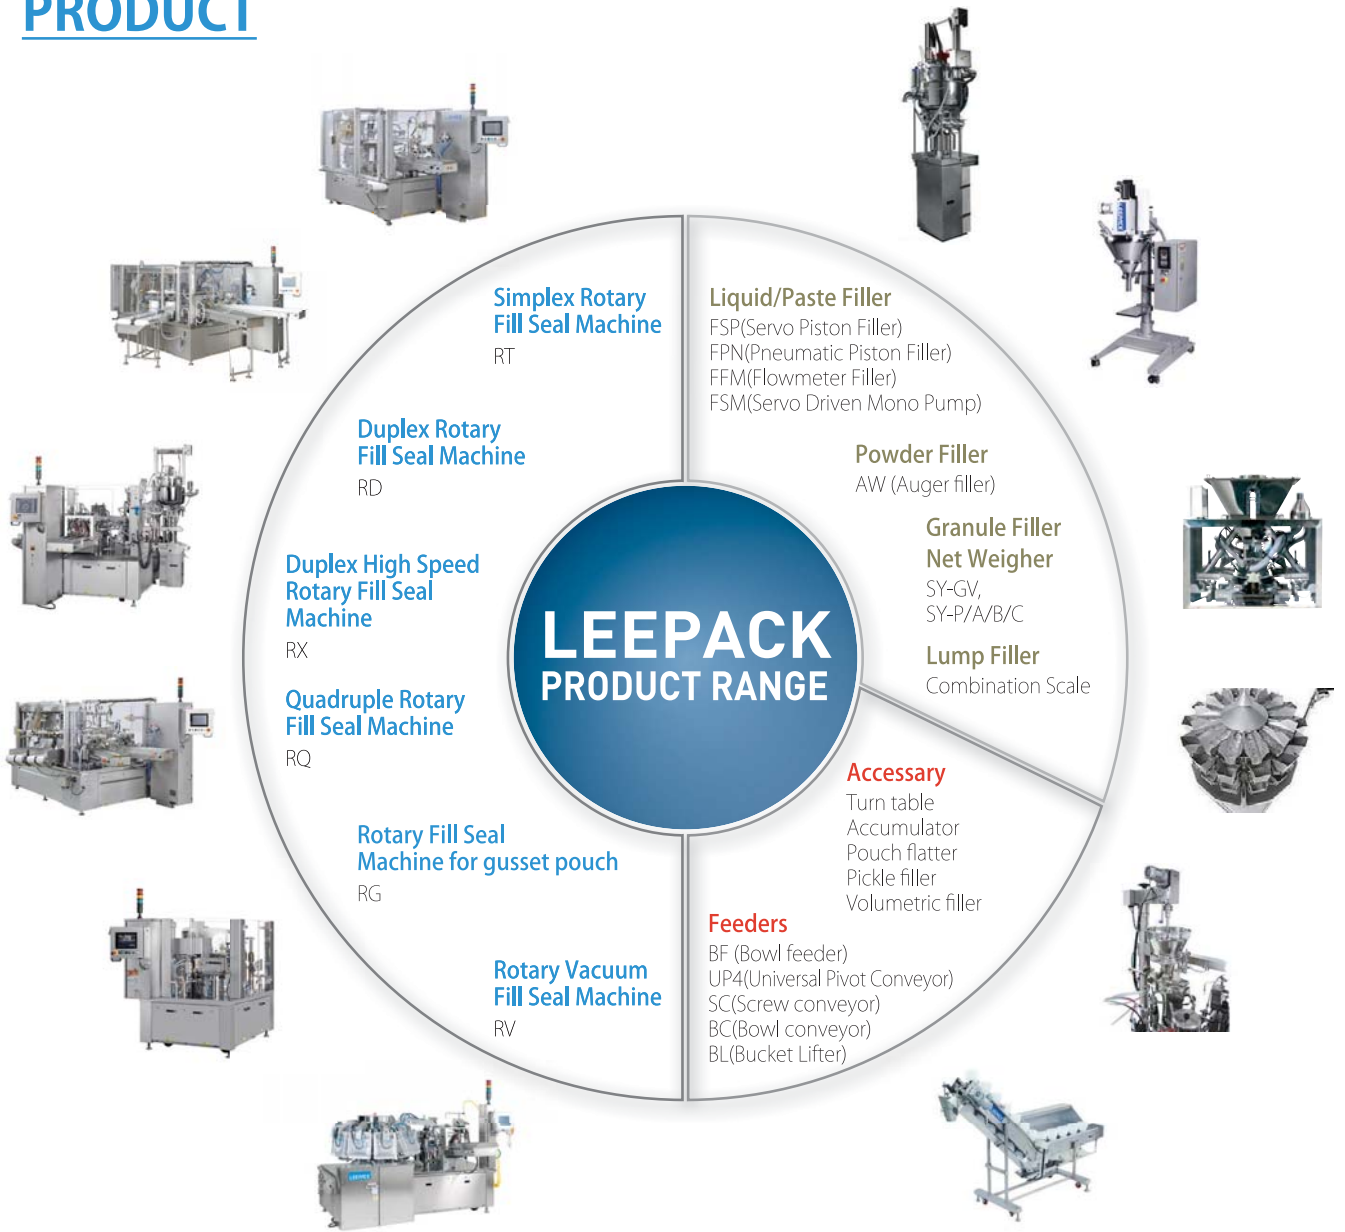 PRODUCT
Simplex Rotary
Fill Seal Machine
RT
Duplex Rotary
Fill Seal Machine
RD
Duplex High Speed
Rotary Fill Seal
Machine
RX
Quadruple Rotary
Fill Seal Machine
RQ
Rotary Fill Seal
Machine for gusset pouch
RG
Rotary Vacuum
Fill Seal Machine
RV
LEEPACK
PRODUCT RANGE
Liquid/Paste Filler
FSP(Servo Piston Filler)
FPN(Pneumatic Piston Filler)
FFM(Flowmeter Filler)
FSM(Servo Driven Mono Pump)
Powder Filler
AW (Auger filler)
Granule Filler
Net Weigher
SY-GV,
SY-P/A/B/C
Lump Filler
Combination Scale
Accessary
Turn table
Accumulator
Pouch flatter
Pickle filler
Volumetric filler
Feeders
BF (Bowl feeder)
UP4(Universal Pivot Conveyor)
SC(Screw conveyor)
BC(Bowl conveyor)
BL(Bucket Lifter)
LEEPACK
LEEPACK